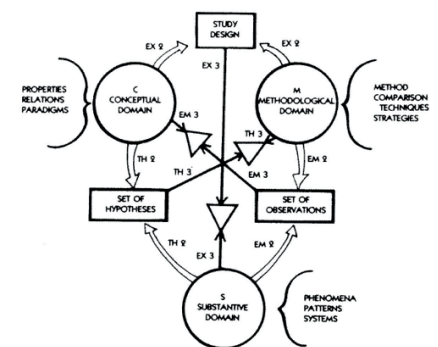 STUDY
DESIGN
EX 2
EX 2
EX 3
PROPERTIES
RELATIONS
PARADIGMS
C
CONCEPTUAL
DOMAIN
M
METHODOLOGICAL
DOMAIN
METHOD
COMPARISON
TECHNIQUES
STRATEGIES
EM 3
TH 3
TH 2
TH 3
EM 3
EM 2
SET OF
HYPOTHESES
SET OF
OBSERVATIONS
TH 2
EX 3
EM 2
S
SUBSTANTIVE
DOMAIN
PHENOMENA
PATTERNS
SYSTEMS